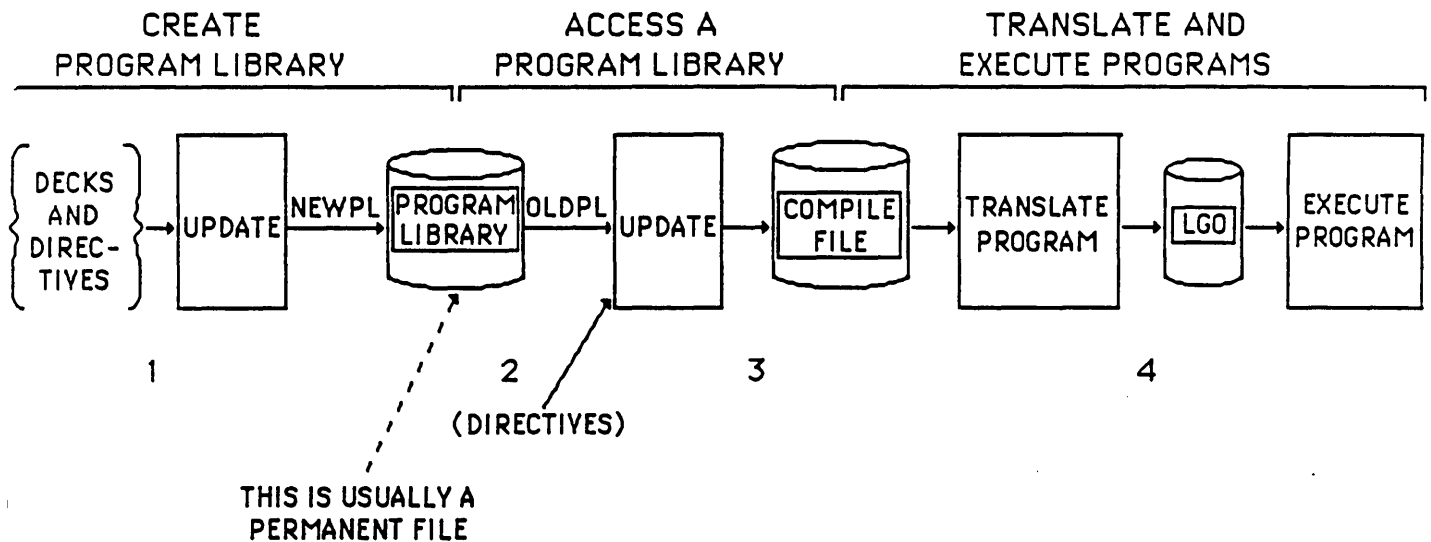 CREATE
PROGRAM LIBRARY
ACCESS A
PROGRAM LIBRARY
TRANSLATE AND
EXECUTE PROGRAMS
DECKS
AND
DIREC-
TIVES
UPDATE
NEWPL
PROGRAM
LIBRARY
OLDPL
UPDATE
COMPILE
FILE
TRANSLATE
PROGRAM
LGO
EXECUTE
PROGRAM
1
2
3
4
(DIRECTIVES)
THIS IS USUALLY A
PERMANENT FILE